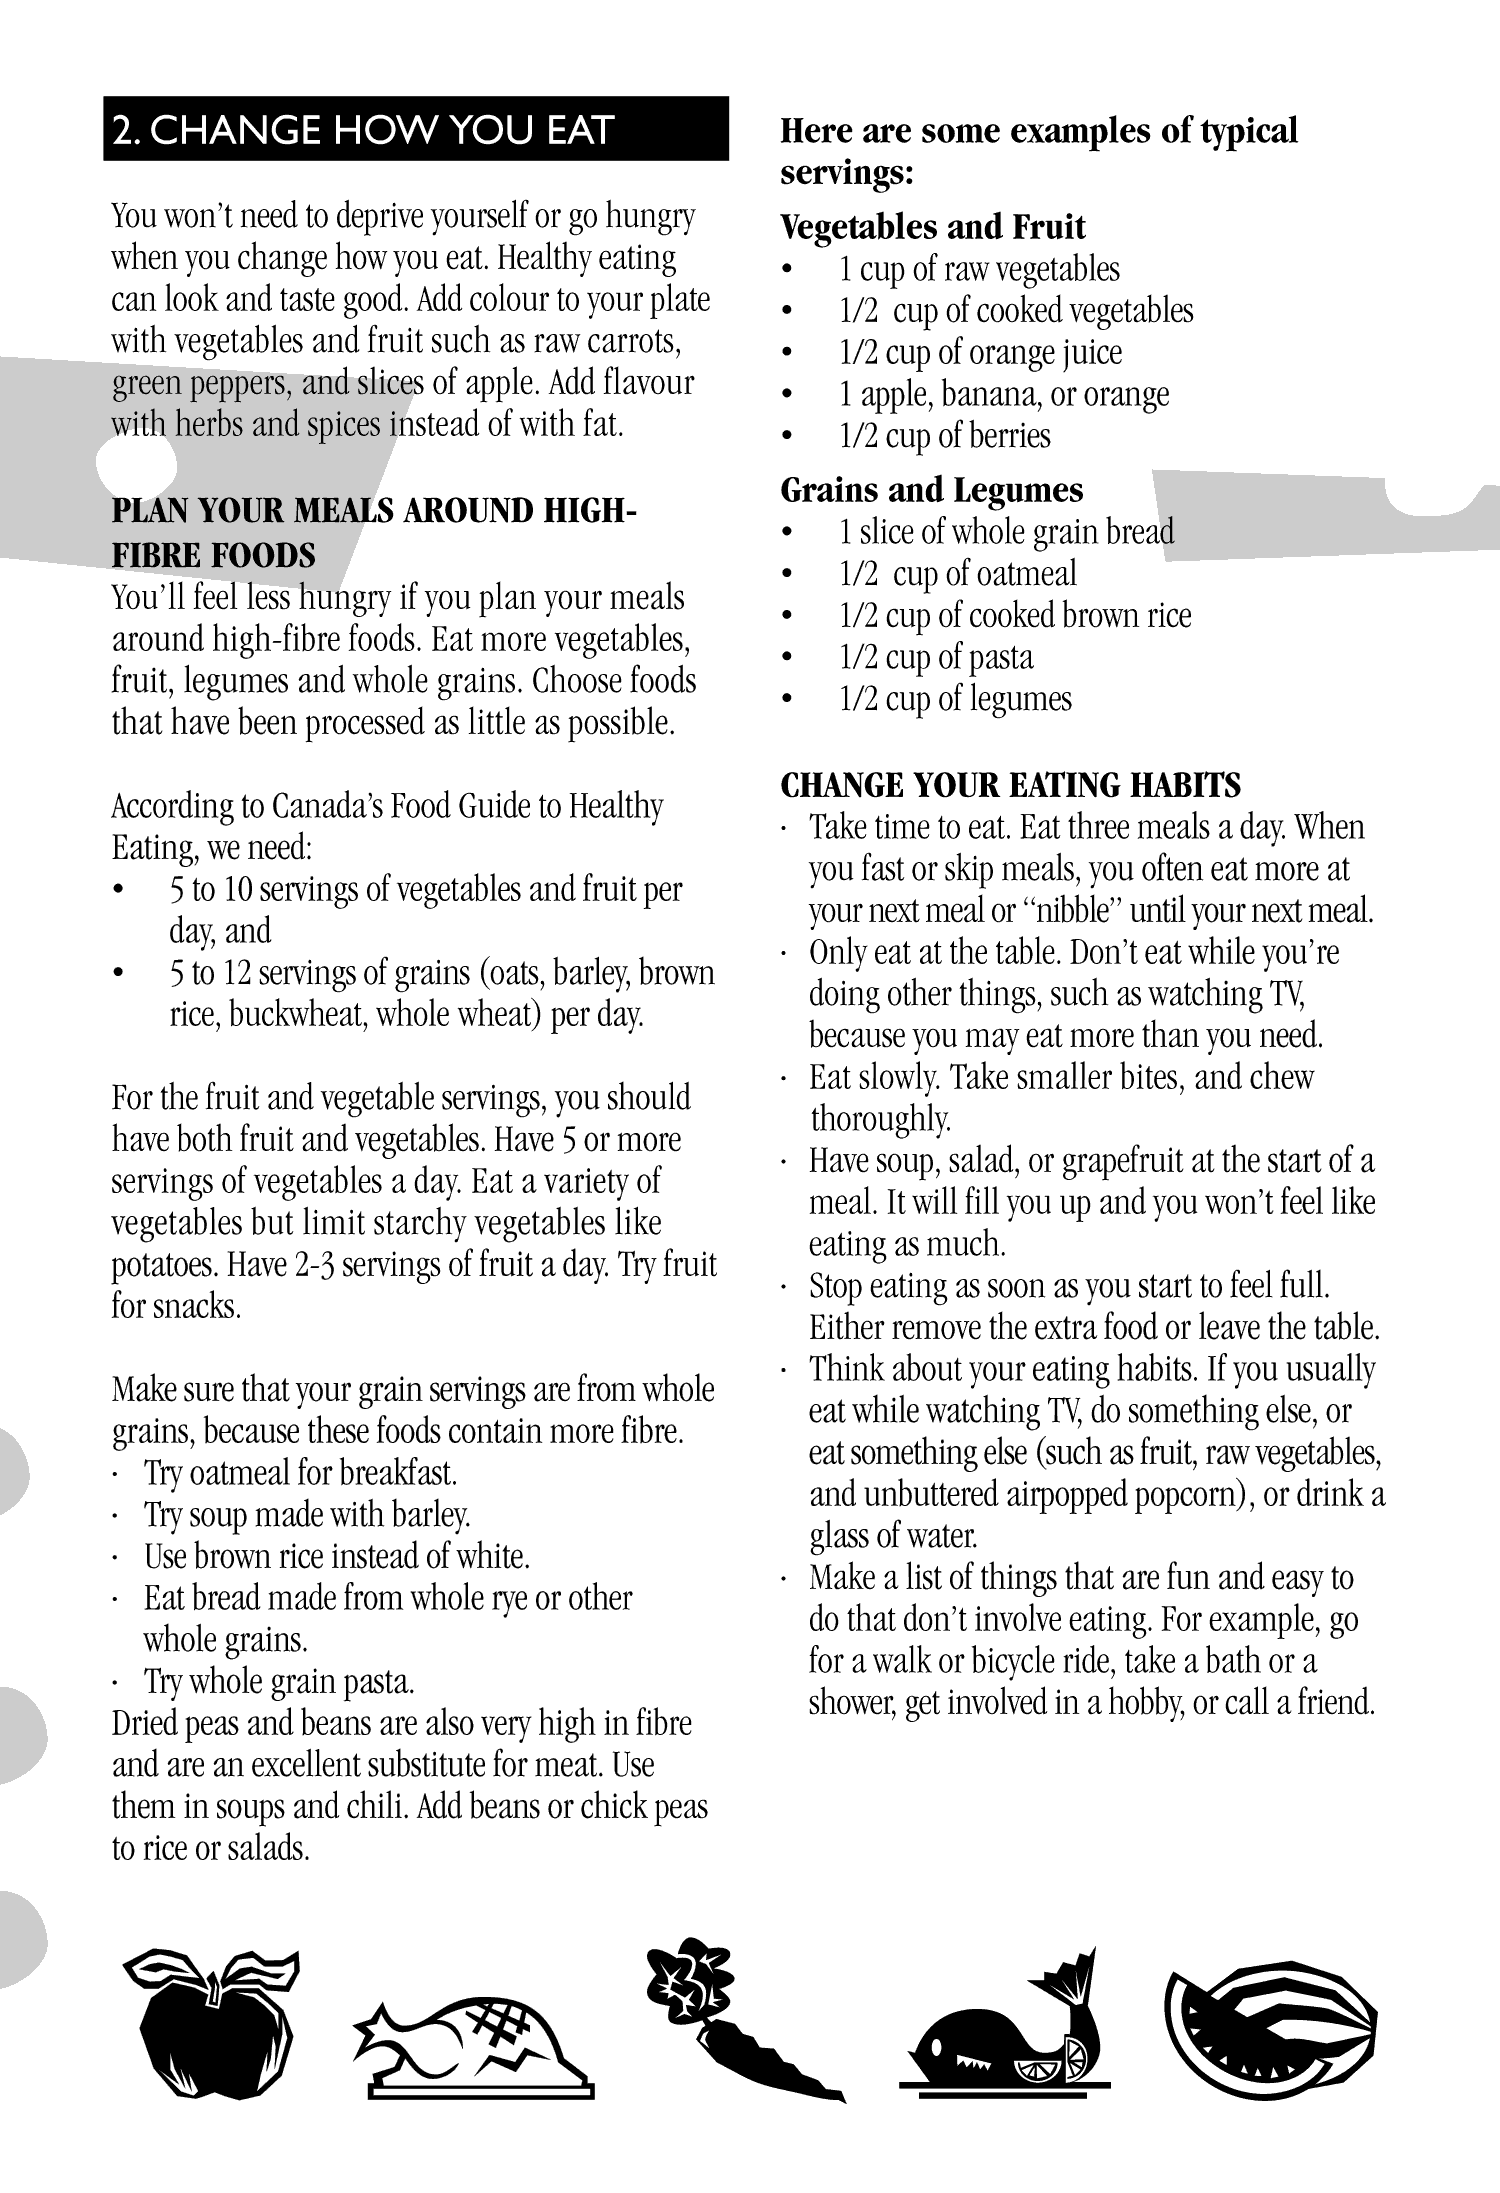 2. CHANGE HOW YOU EAT
You won’t need to deprive yourself or go hungry
when you change how you eat. Healthy eating
can look and taste good. Add colour to your plate
with vegetables and fruit such as raw carrots,
green peppers, and slices of apple. Add flavour
with herbs and spices instead of with fat.
PLAN YOUR MEALS AROUND HIGH-
FIBRE FOODS
You’ll feel less hungry if you plan your meals
around high-fibre foods. Eat more vegetables,
fruit, legumes and whole grains. Choose foods
that have been processed as little as possible.
According to Canada’s Food Guide to Healthy
Eating, we need:
• 5 to 10 servings of vegetables and fruit per
day, and
• 5 to 12 servings of grains (oats, barley, brown
rice, buckwheat, whole wheat) per day.
For the fruit and vegetable servings, you should
have both fruit and vegetables. Have 5 or more
servings of vegetables a day. Eat a variety of
vegetables but limit starchy vegetables like
potatoes. Have 2-3 servings of fruit a day. Try fruit
for snacks.
Make sure that your grain servings are from whole
grains, because these foods contain more fibre.
· Try oatmeal for breakfast.
· Try soup made with barley.
· Use brown rice instead of white.
· Eat bread made from whole rye or other
whole grains.
· Try whole grain pasta.
Dried peas and beans are also very high in fibre
and are an excellent substitute for meat. Use
them in soups and chili. Add beans or chick peas
to rice or salads.
Here are some examples of typical
servings:
Vegetables and Fruit
• 1 cup of raw vegetables
• 1/2 cup of cooked vegetables
• 1/2 cup of orange juice
• 1 apple, banana, or orange
• 1/2 cup of berries
Grains and Legumes
• 1 slice of whole grain bread
• 1/2 cup of oatmeal
• 1/2 cup of cooked brown rice
• 1/2 cup of pasta
• 1/2 cup of legumes
CHANGE YOUR EATING HABITS
· Take time to eat. Eat three meals a day. When
you fast or skip meals, you often eat more at
your next meal or “nibble” until your next meal.
· Only eat at the table. Don’t eat while you’re
doing other things, such as watching TV,
because you may eat more than you need.
· Eat slowly. Take smaller bites, and chew
thoroughly.
· Have soup, salad, or grapefruit at the start of a
meal. It will fill you up and you won’t feel like
eating as much.
· Stop eating as soon as you start to feel full.
Either remove the extra food or leave the table.
· Think about your eating habits. If you usually
eat while watching TV, do something else, or
eat something else (such as fruit, raw vegetables,
and unbuttered airpopped popcorn), or drink a
glass of water.
· Make a list of things that are fun and easy to
do that don’t involve eating. For example, go
for a walk or bicycle ride, take a bath or a
shower, get involved in a hobby, or call a friend.